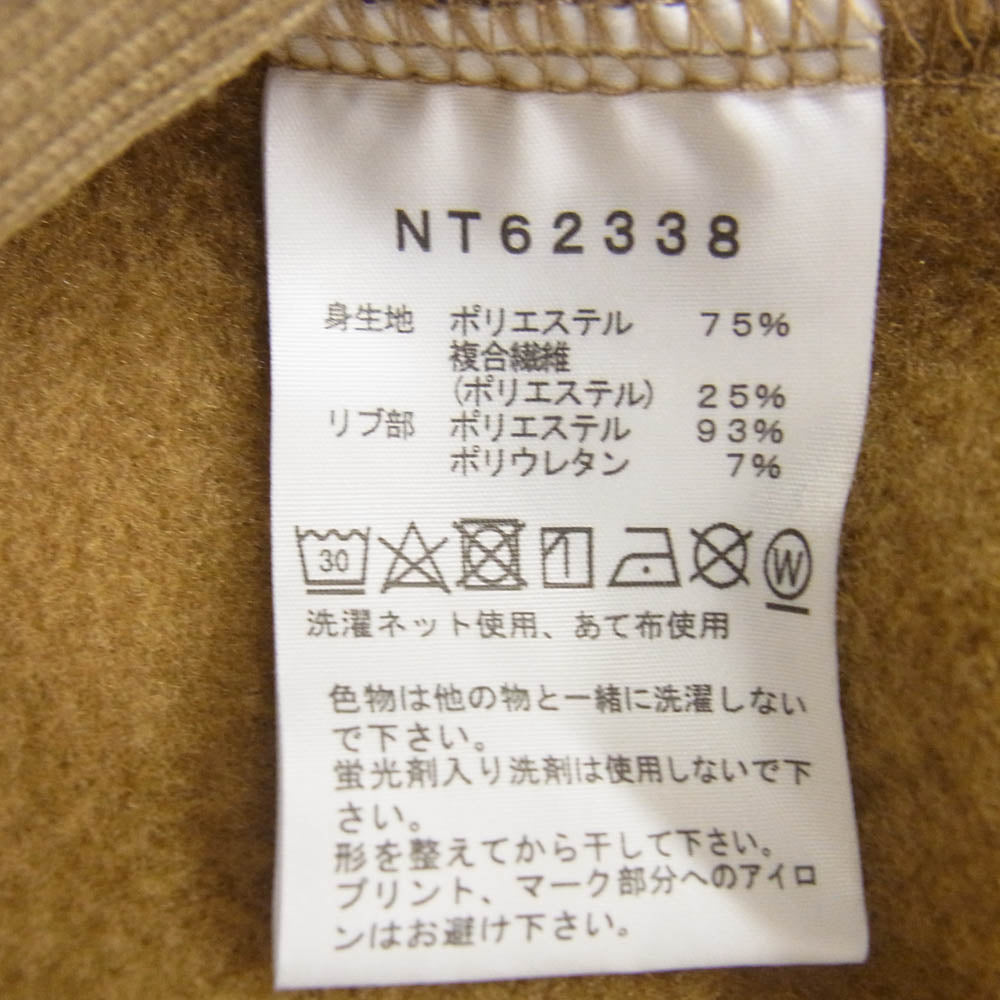 NT62338
身生地 ポリエステル 75%
複合繊維
(ポリエステル) 25%
リブ部 ポリエステル 93%
ポリウレタン 7%
30 W
洗濯ネット使用、あて布使用
色物は他の物と一緒に洗濯しない
で下さい。
蛍光剤入り洗剤は使用しないで下
さい。
形を整えてから干して下さい。
プリント、マーク部分へのアイロ
ンはお避け下さい。